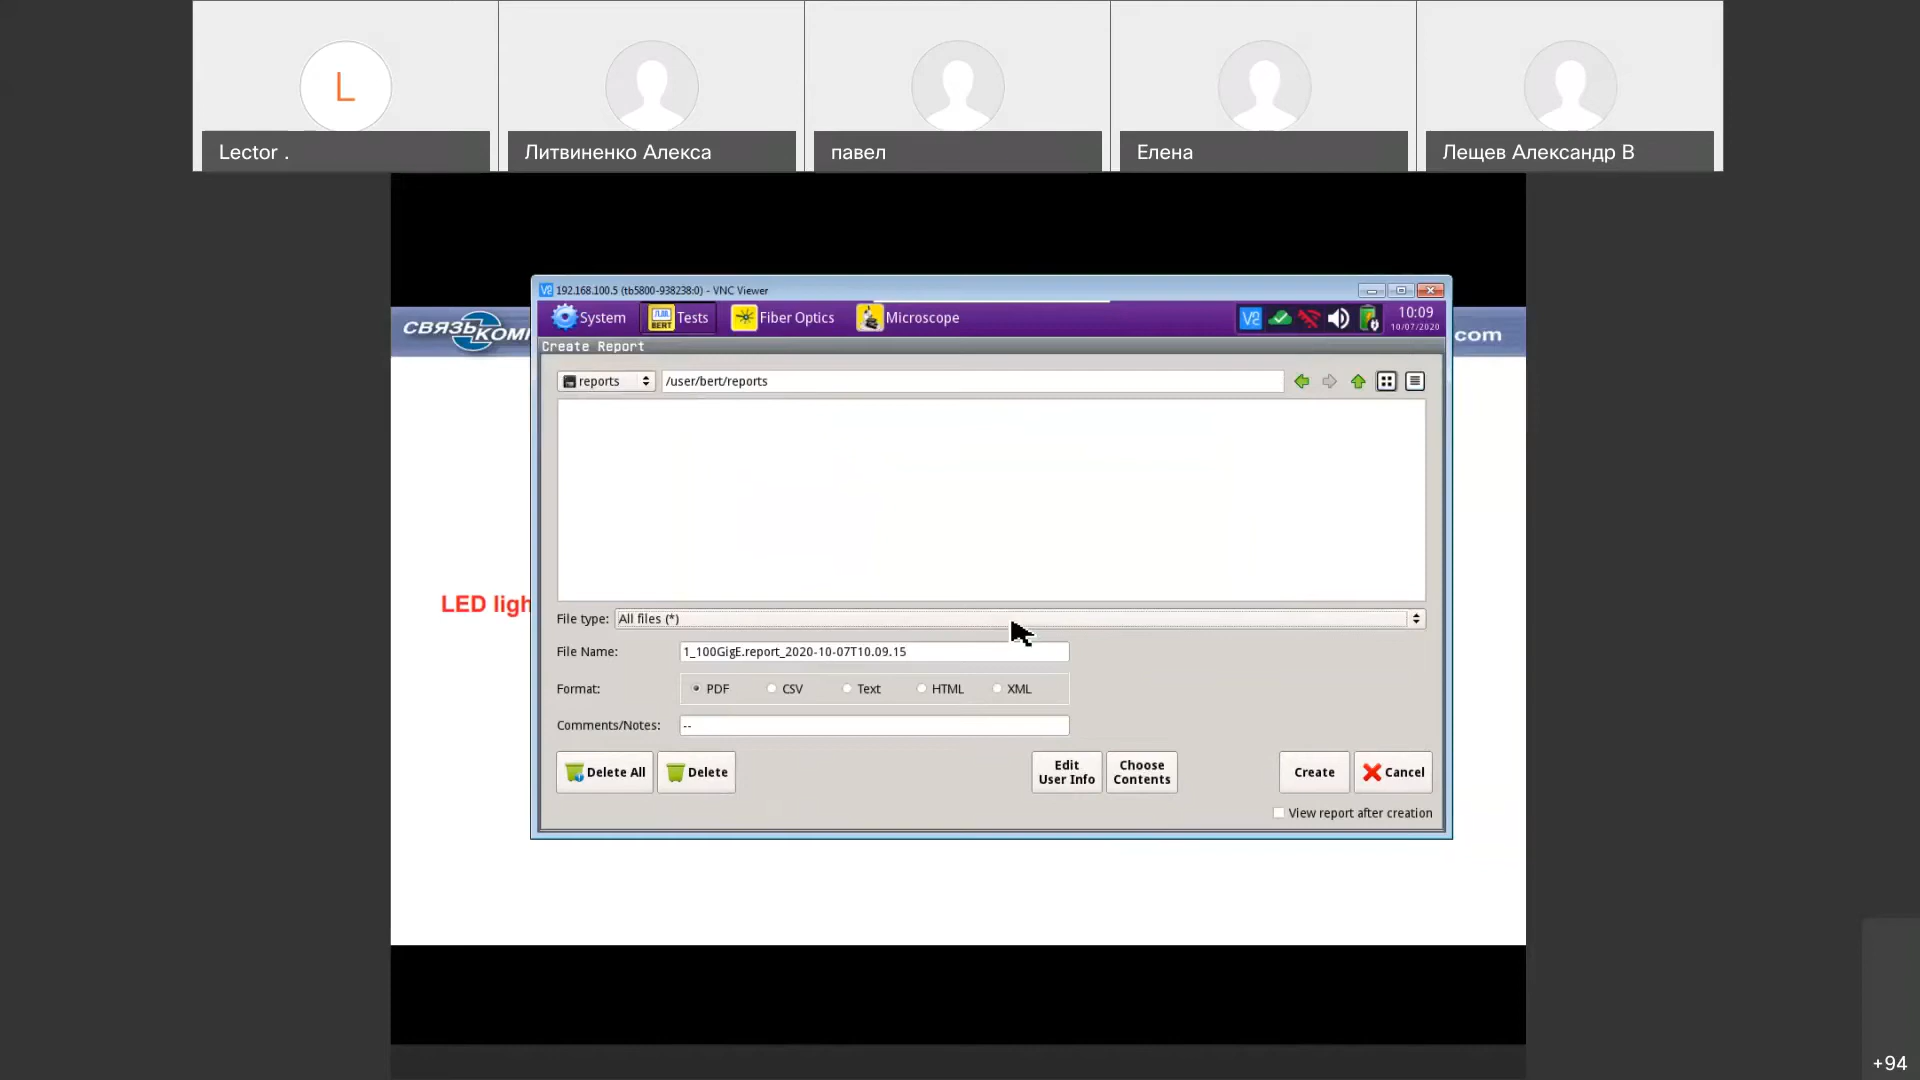 L
Lector .
Литвиненко Алекса
павел
Елена
Лещев Александр В
192.168.100.5 (tb5800-938238:0) - VNC Viewer
System
Tests
Fiber Optics
Microscope
10:09
10/07/2020
СВЯЗЬ
КОМП
com
Create Report
reports
/user/bert/reports
LED ligh
File type: All files (*)
File Name: 1_100GigE.report_2020-10-07T10.09.15
Format: PDF CSV Text HTML XML
Comments/Notes: --
Delete All
Delete
Edit
User Info
Choose
Contents
Create
Cancel
View report after creation
+94